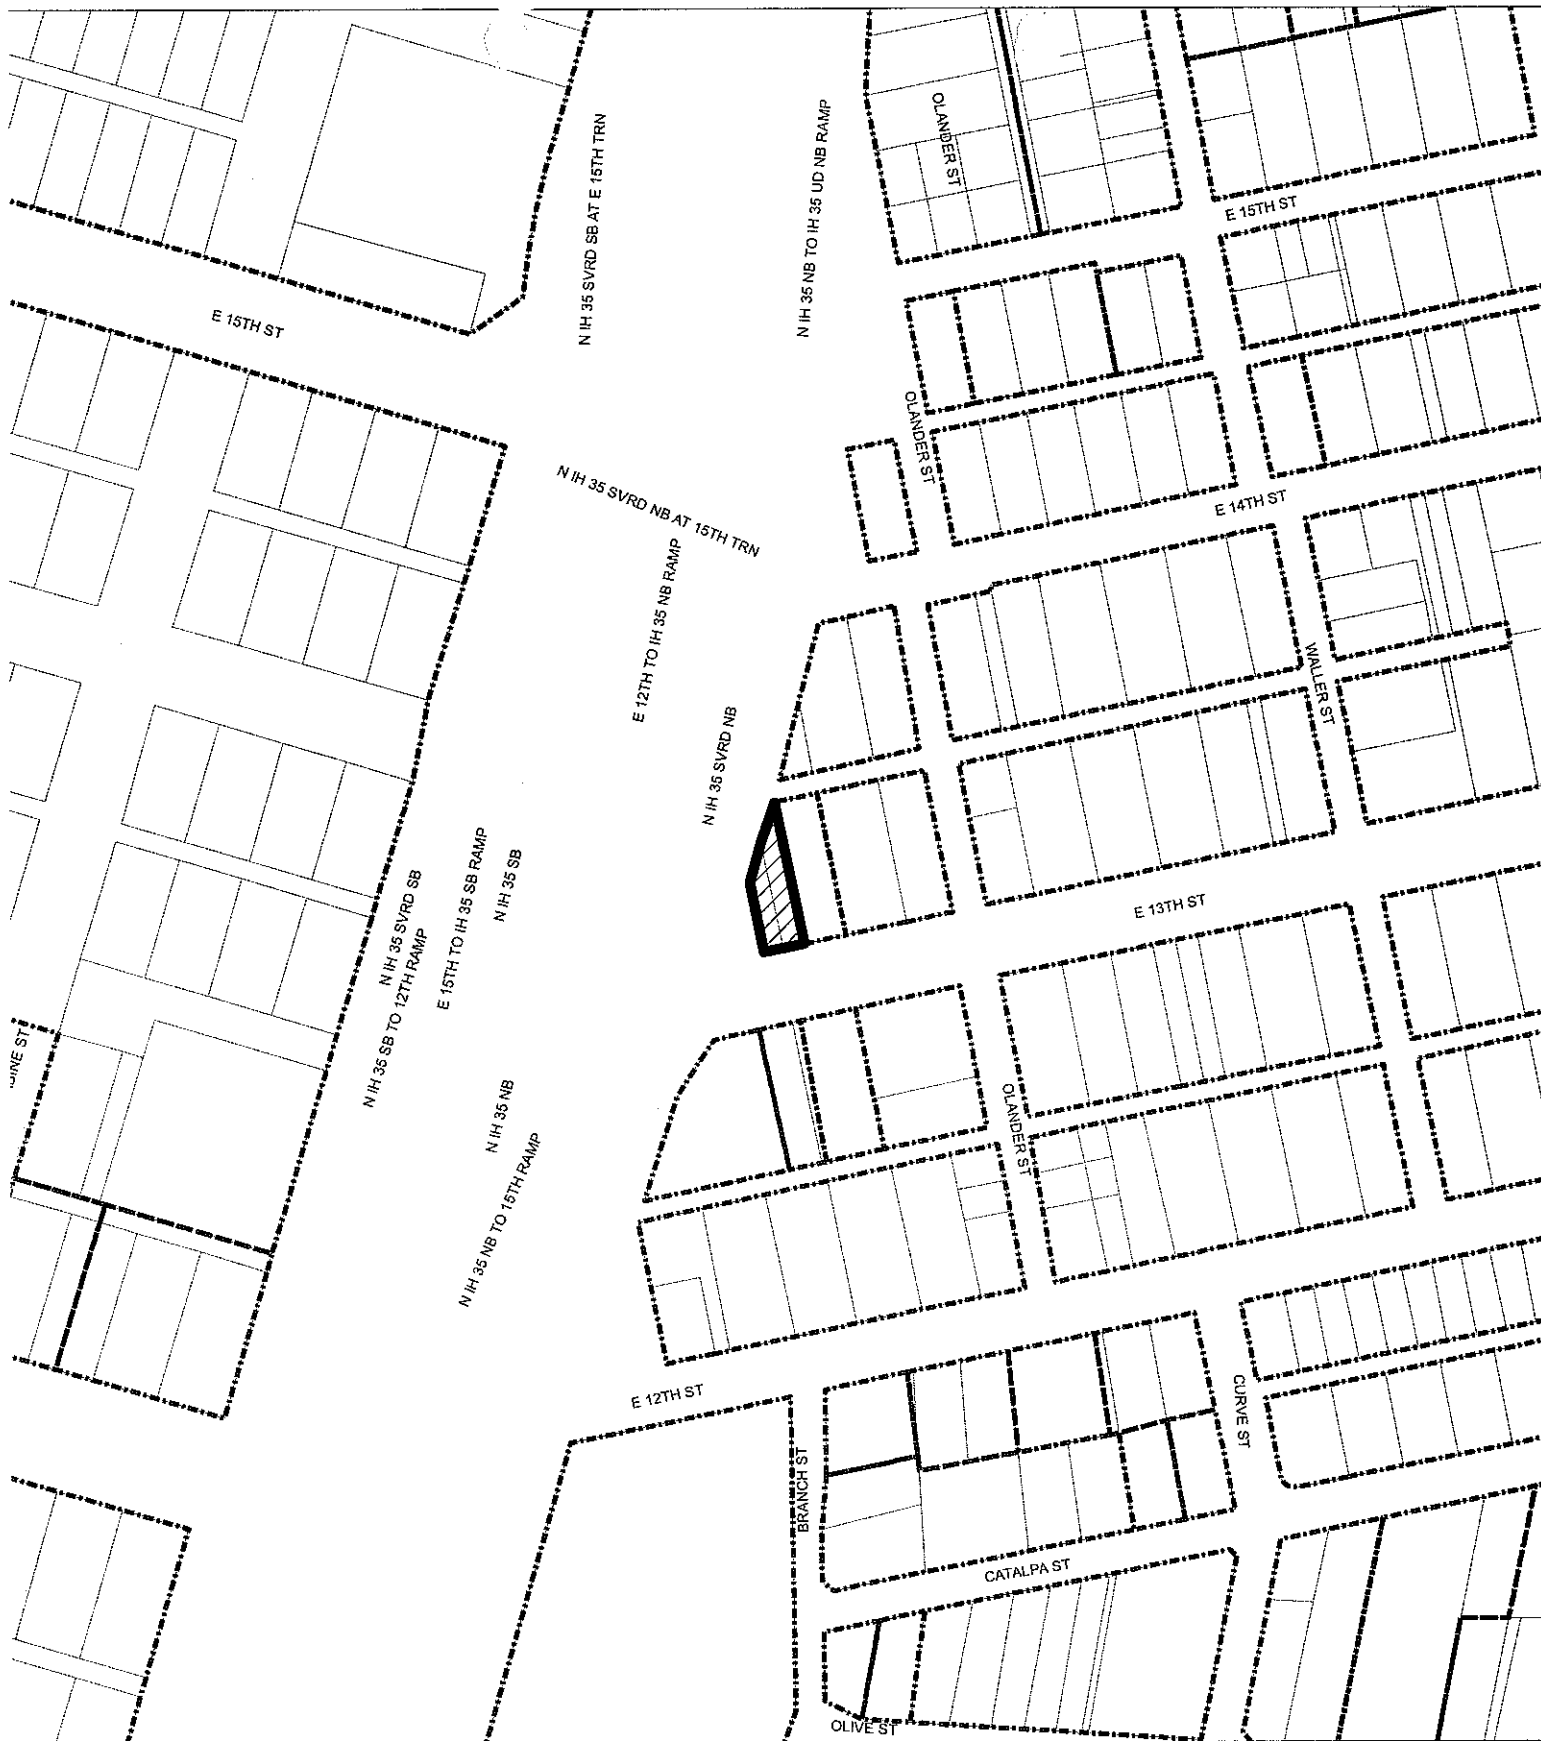 OLANDER ST
N IH 35 SVRD SB AT E 15TH TRN
N IH 35 NB TO IH 35 UD NB RAMP
E 15TH ST
E 15TH ST
OLANDER ST
N IH 35 SVRD NB AT 15TH TRN
E 14TH ST
E 12TH TO IH 35 NB RAMP
WALLER ST
N IH 35 SVRD NB
N IH 35 SVRD SB
E 15TH TO IH 35 SB RAMP
N IH 35 SB
E 13TH ST
N IH 35 SB TO 12TH RAMP
N IH 35 NB
OLANDER ST
N IH 35 NB TO 15TH RAMP
E 12TH ST
CURVE ST
BRANCH ST
CATALPA ST
OLIVE ST